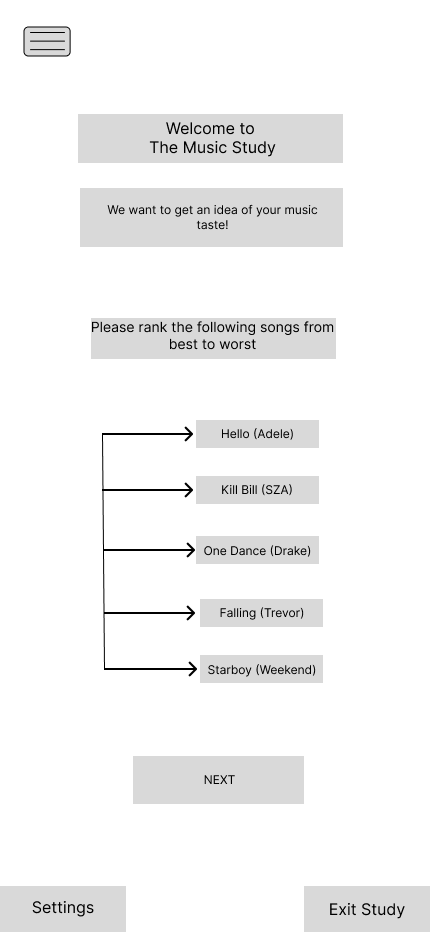 Welcome to
The Music Study
We want to get an idea of your music
taste!
Please rank the following songs from
best to worst
Hello (Adele)
Kill Bill (SZA)
One Dance (Drake)
Falling (Trevor)
Starboy (Weekend)
NEXT
Settings
Exit Study